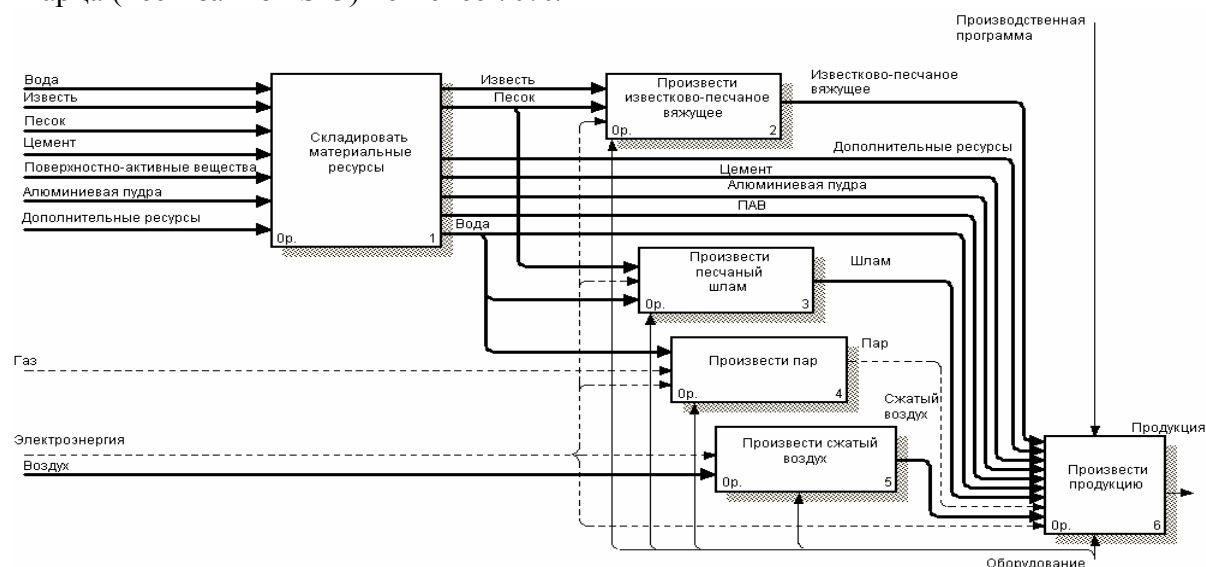 Производственная
программа
Вода
Известь
Песок
Цемент
Поверхностно-активные вещества
Алюминиевая пудра
Дополнительные ресурсы
Складировать
материальные
ресурсы
0р.
1
Известь
Песок
Произвести
известково-песчаное
вяжущее
0р.
2
Известково-песчаное
вяжущее
Дополнительные ресурсы
Цемент
Алюминиевая пудра
ПАВ
Вода
Произвести
песчаный
шлам
0р.
3
Шлам
Газ
Произвести пар
0р.
4
Пар
Сжатый
воздух
Электроэнергия
Воздух
Произвести сжатый
воздух
0р.
5
Продукция
Произвести
продукцию
0р.
6
Оборудование